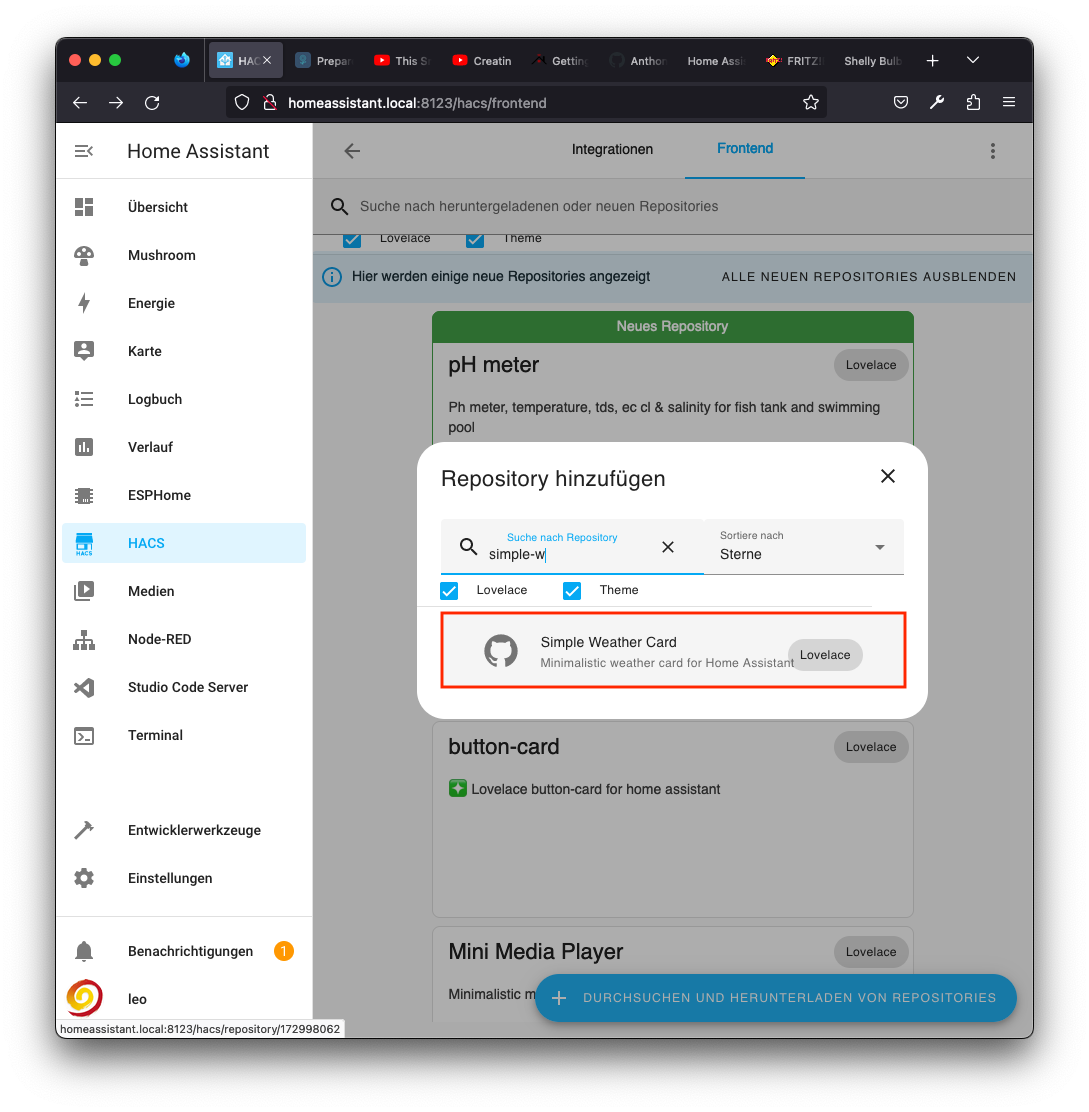 HAC
Prepar
This S
Creatin
Getting
Anthon
Home Assis
FRITZ!
Shelly Bulb
homeassistant.local:8123/hacs/frontend
Home Assistant
Übersicht
Mushroom
Energie
Karte
Logbuch
Verlauf
ESPHome
HACS
HACS
Medien
Node-RED
Studio Code Server
Terminal
Entwicklerwerkzeuge
Einstellungen
Benachrichtigungen
1
leo
homeassistant.local:8123/hacs/repository/172998062
Integrationen
Frontend
Suche nach heruntergeladenen oder neuen Repositories
Lovelace
Theme
Hier werden einige neue Repositories angezeigt
ALLE NEUEN REPOSITORIES AUSBLENDEN
Neues Repository
pH meter
Lovelace
Ph meter, temperature, tds, ec cl & salinity for fish tank and swimming
pool
Repository hinzufügen
Suche nach Repository
simple-w
Sortiere nach
Sterne
Lovelace
Theme
Simple Weather Card
Minimalistic weather card for Home Assistant
Lovelace
button-card
Lovelace
Lovelace button-card for home assistant
Mini Media Player
Lovelace
Minimalistic m
DURCHSUCHEN UND HERUNTERLADEN VON REPOSITORIES